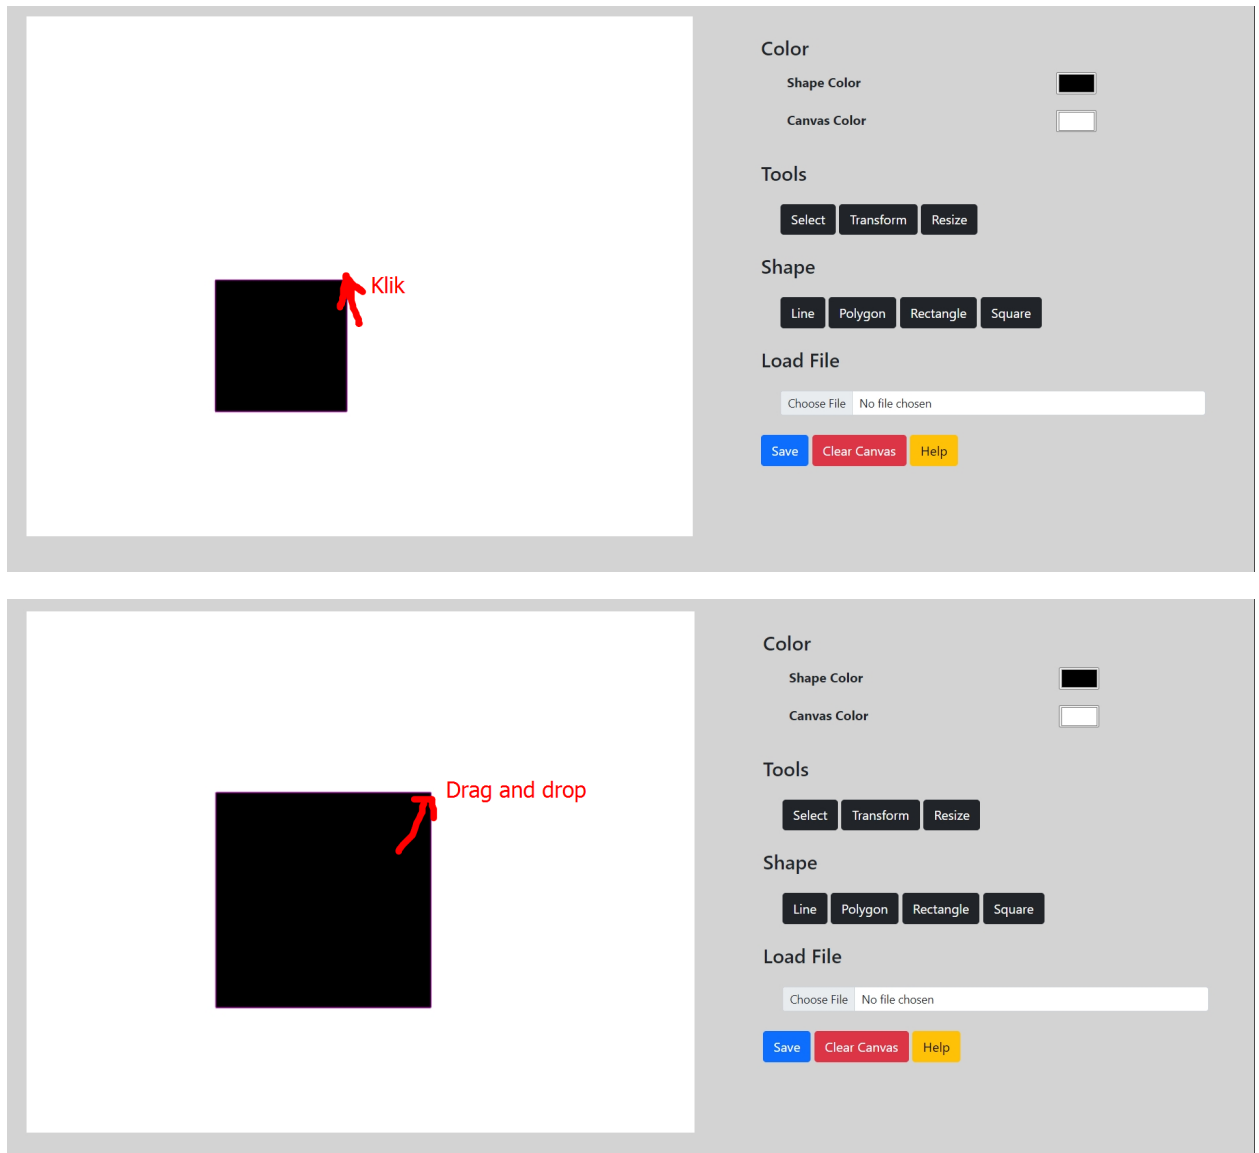 Color
Shape Color
Canvas Color
Tools
Select Transform Resize
Klik
Shape
Line Polygon Rectangle Square
Load File
Choose File No file chosen
Save Clear Canvas Help
Color
Shape Color
Canvas Color
Tools
Drag and drop
Select Transform Resize
Shape
Line Polygon Rectangle Square
Load File
Choose File No file chosen
Save Clear Canvas Help